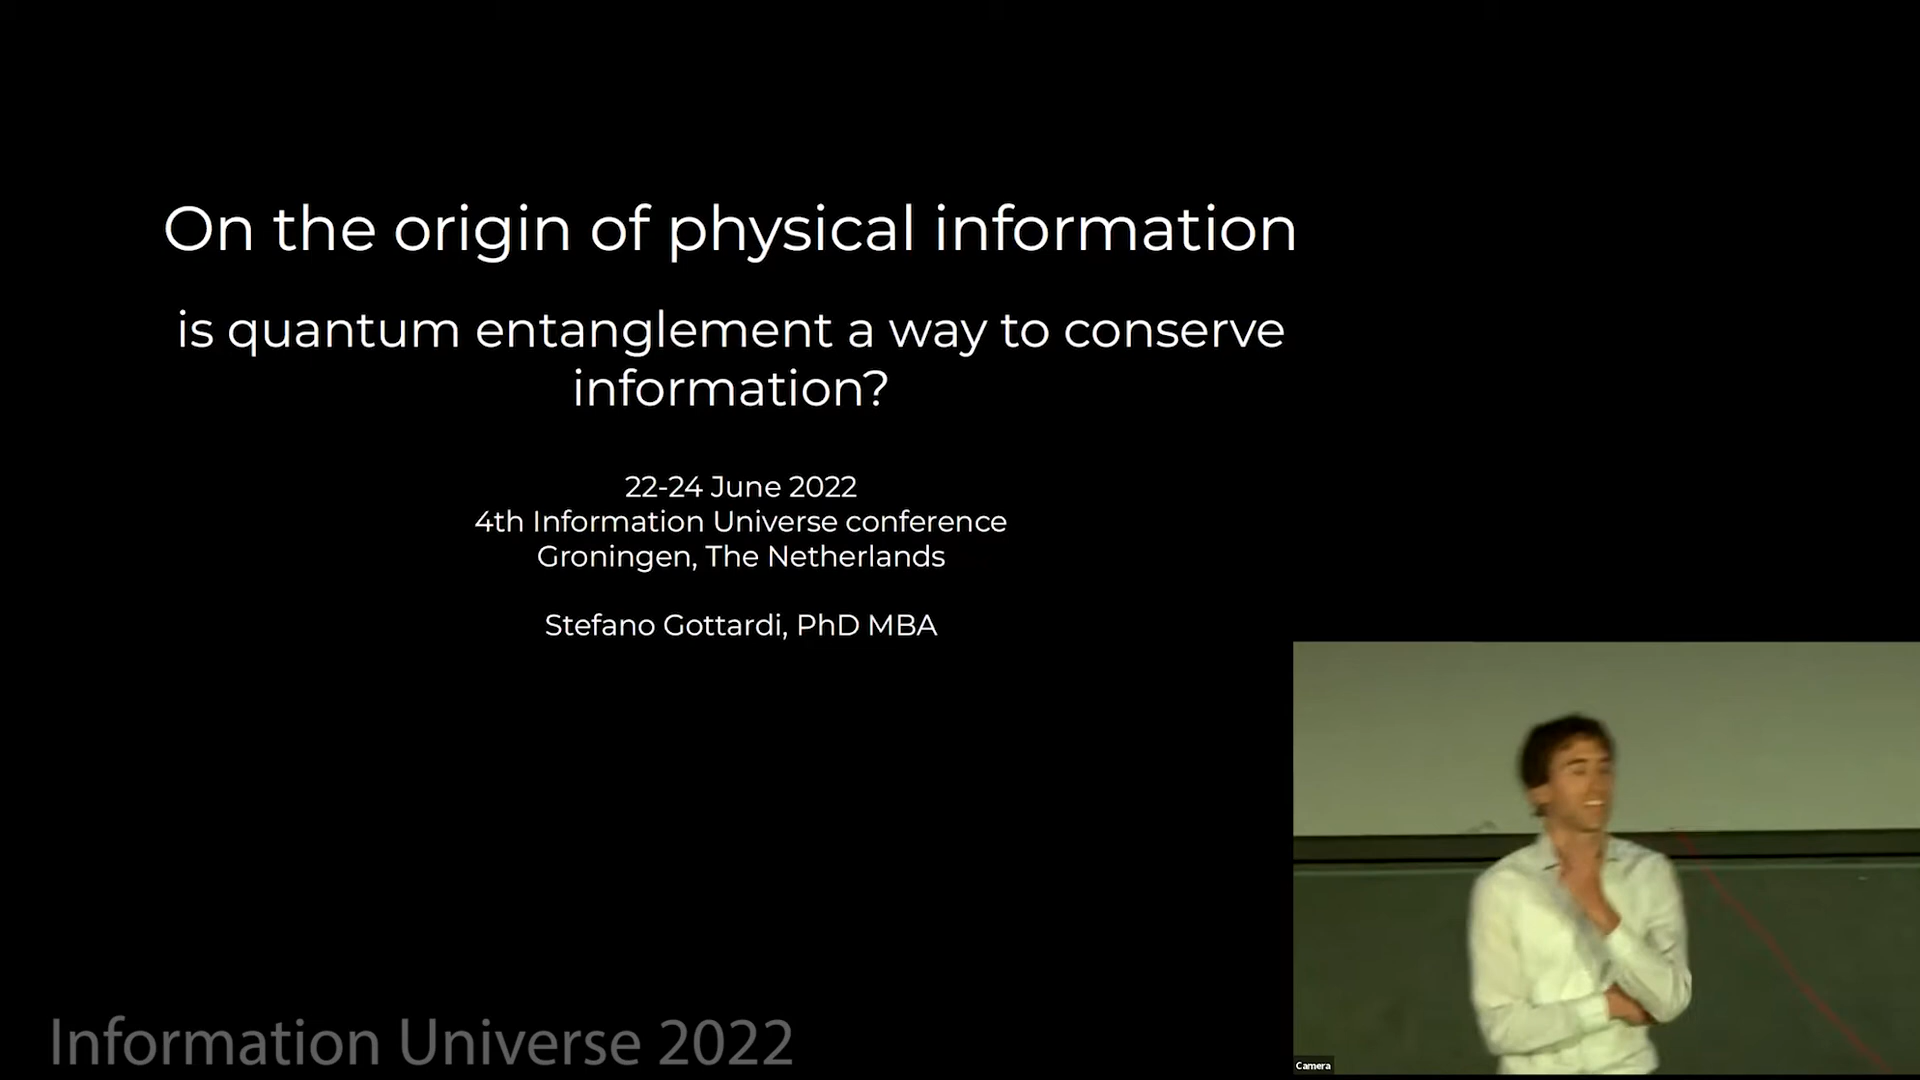 On the origin of physical information
is quantum entanglement a way to conserve
information?
22-24 June 2022
4th Information Universe conference
Groningen, The Netherlands
Stefano Gottardi, PhD MBA
Information Universe 2022
Camera